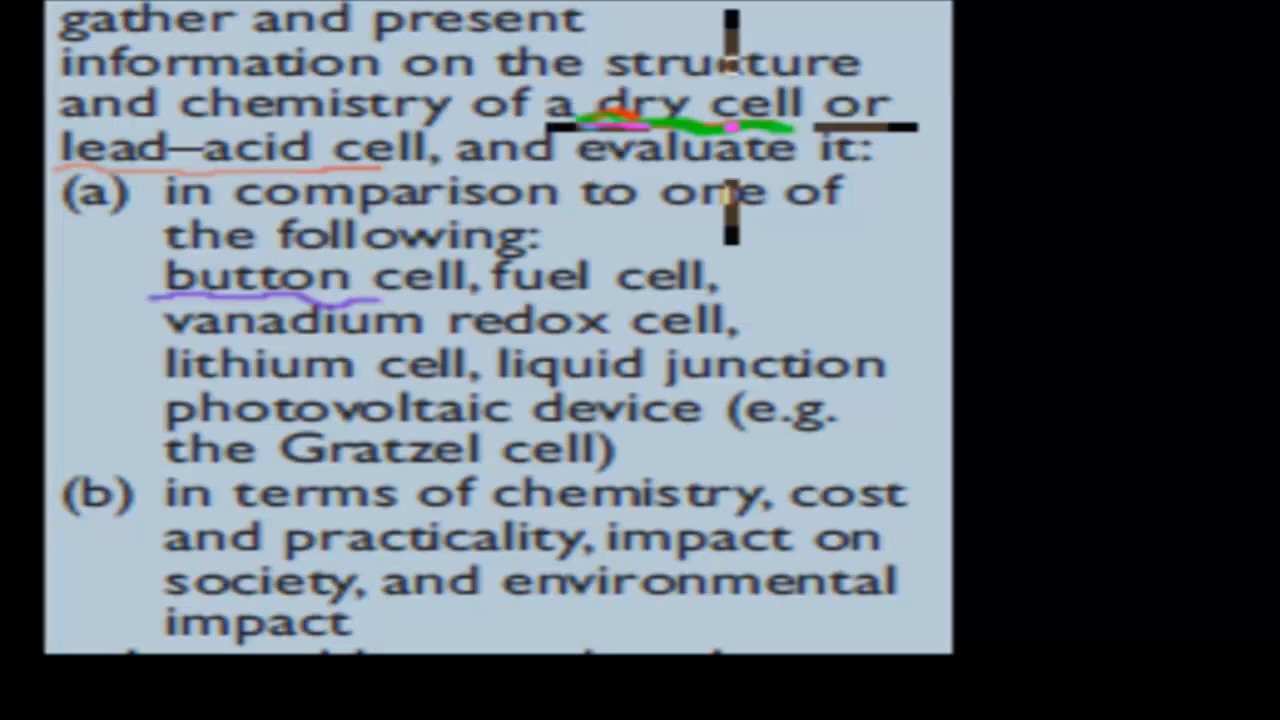 gather and present
information on the structure
and chemistry of a dry cell or
lead–acid cell, and evaluate it:
(a) in comparison to one of
the following:
button cell, fuel cell,
vanadium redox cell,
lithium cell, liquid junction
photovoltaic device (e.g.
the Gratzel cell)
(b) in terms of chemistry, cost
and practicality, impact on
society, and environmental
impact